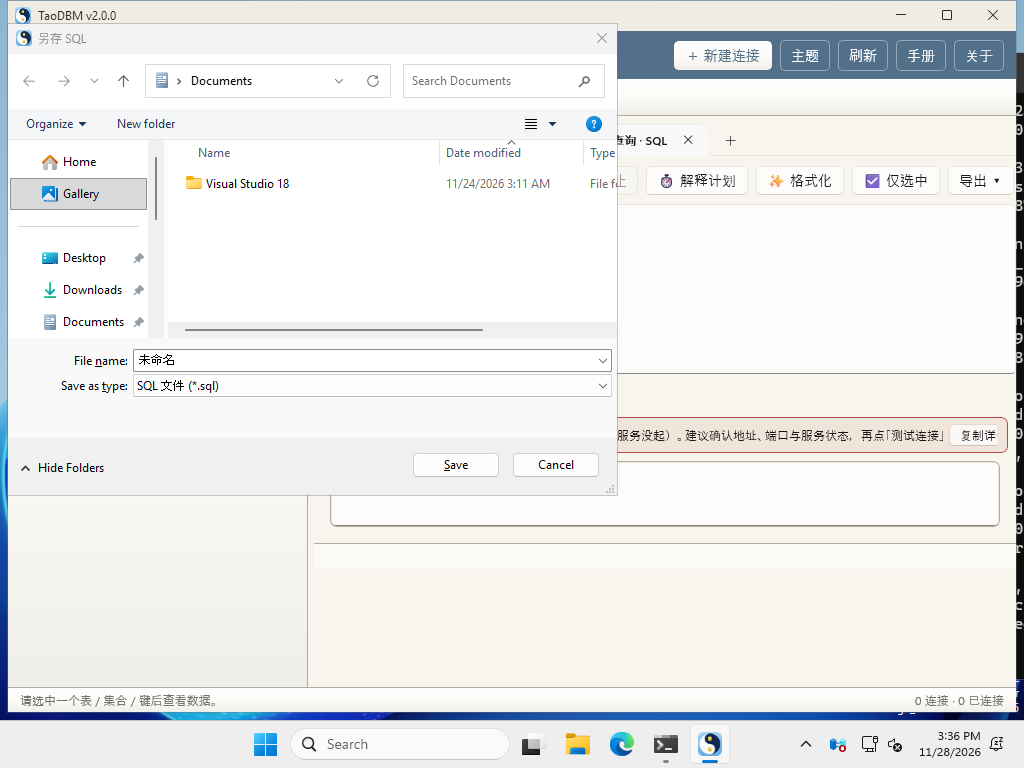 TaoDBM v2.0.0
另存 SQL
+ 新建连接
主题
刷新
手册
关于
Documents
Search Documents
Organize
New folder
查询 · SQL
Name
Date modified
Type
Home
Visual Studio 18
11/24/2026 3:11 AM
File f
止
解释计划
格式化
仅选中
导出
Gallery
Desktop
Downloads
Documents
File name:
未命名
Save as type:
SQL 文件 (*.sql)
服务没起）。建议确认地址、端口与服务状态，再点「测试连接」
复制详
Hide Folders
Save
Cancel
请选中一个表 / 集合 / 键后查看数据。
0 连接 · 0 已连接
Search
3:36 PM
11/28/2026